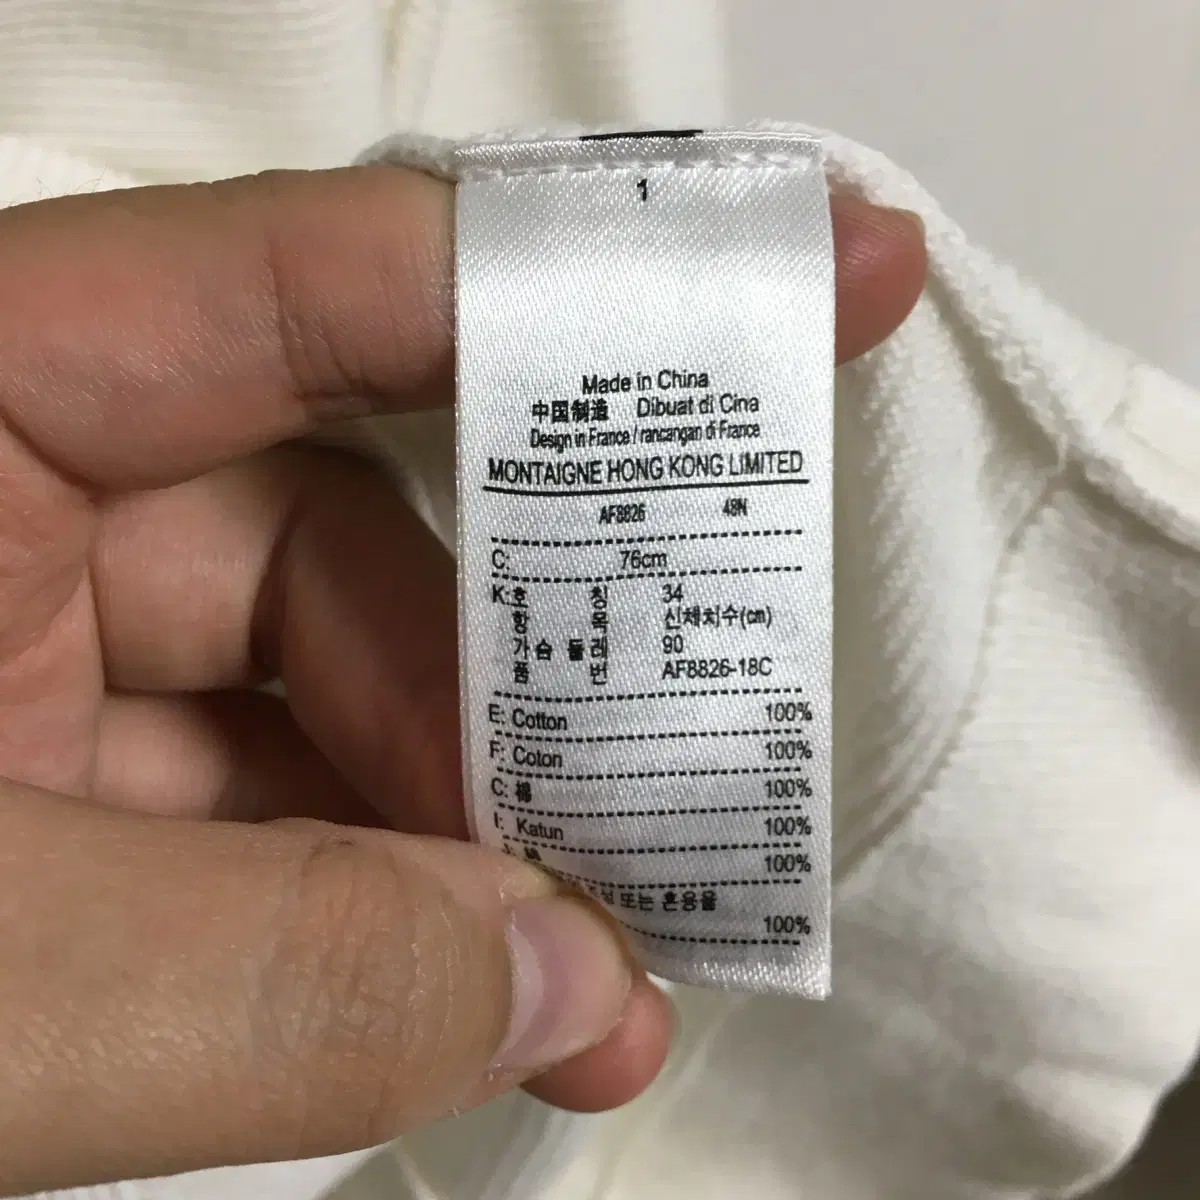 1
Made in China
中国制造 Dibuat di Cina
Design in France / rancangan di France
MONTAIGNE HONG KONG LIMITED
AF8826 48N
C: 76cm
K:호 칭 34
항 목 신체치수(cm)
가슴 둘레 90
품 번 AF8826-18C
E: Cotton 100%
F: Coton 100%
C: 棉 100%
I: Katun 100%
100%
또는 혼용율
100%